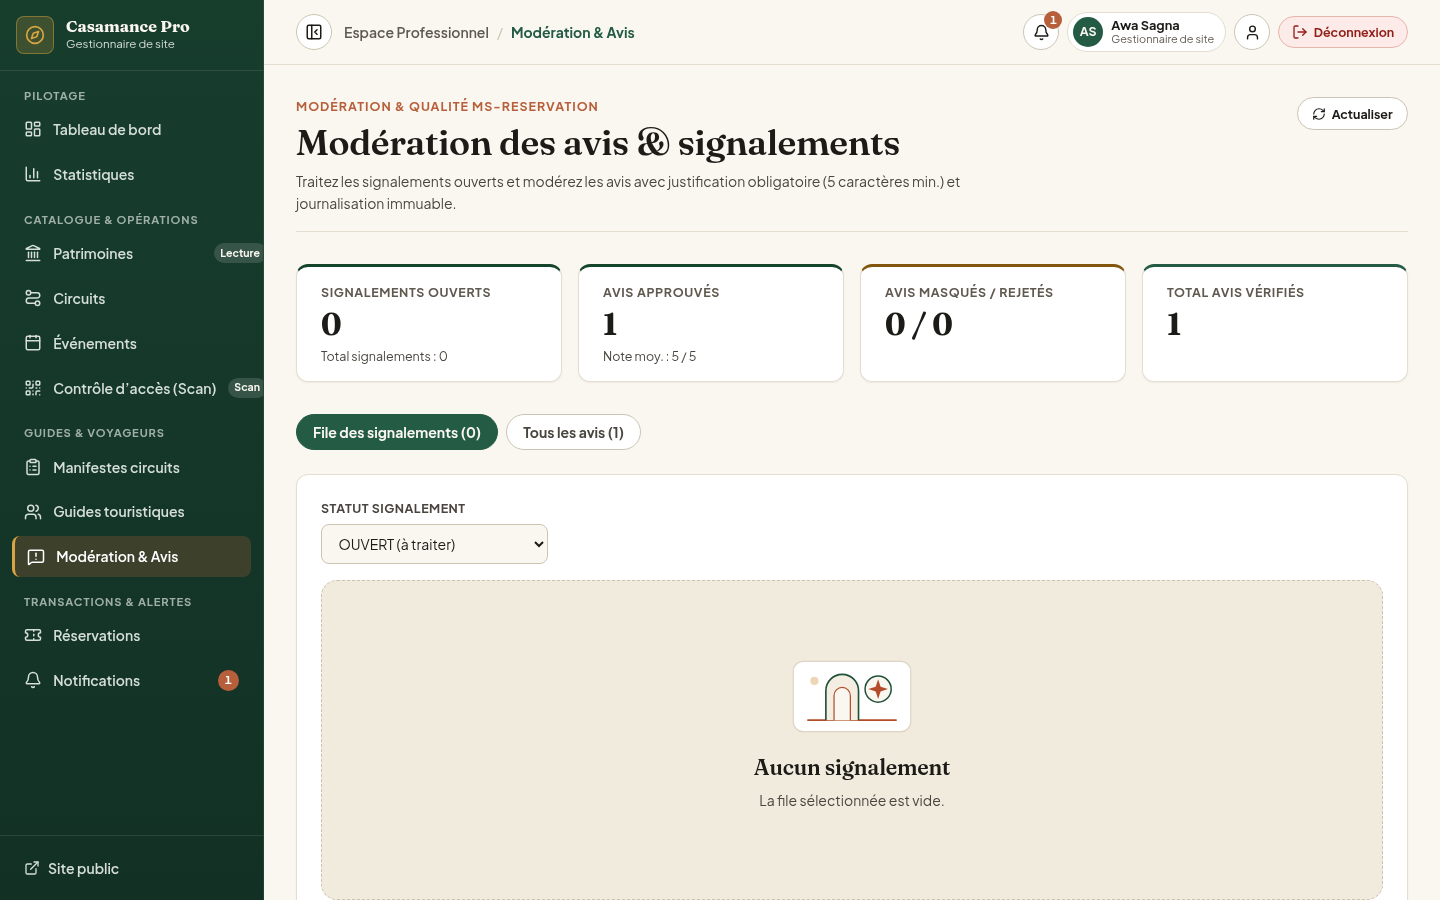 Casamance Pro
Gestionnaire de site
PILOTAGE
Tableau de bord
Statistiques
CATALOGUE & OPÉRATIONS
Patrimoines
Lecture
Circuits
Événements
Contrôle d’accès (Scan)
Scan
GUIDES & VOYAGEURS
Manifestes circuits
Guides touristiques
Modération & Avis
TRANSACTIONS & ALERTES
Réservations
Notifications
1
Site public
Espace Professionnel / Modération & Avis
1
AS
Awa Sagna
Gestionnaire de site
Déconnexion
MODÉRATION & QUALITÉ MS-RESERVATION
Modération des avis & signalements
Traitez les signalements ouverts et modérez les avis avec justification obligatoire (5 caractères min.) et
journalisation immuable.
Actualiser
SIGNALEMENTS OUVERTS
0
Total signalements : 0
AVIS APPROUVÉS
1
Note moy. : 5 / 5
AVIS MASQUÉS / REJETÉS
0 / 0
TOTAL AVIS VÉRIFIÉS
1
File des signalements (0)
Tous les avis (1)
STATUT SIGNALEMENT
OUVERT (à traiter)
Aucun signalement
La file sélectionnée est vide.